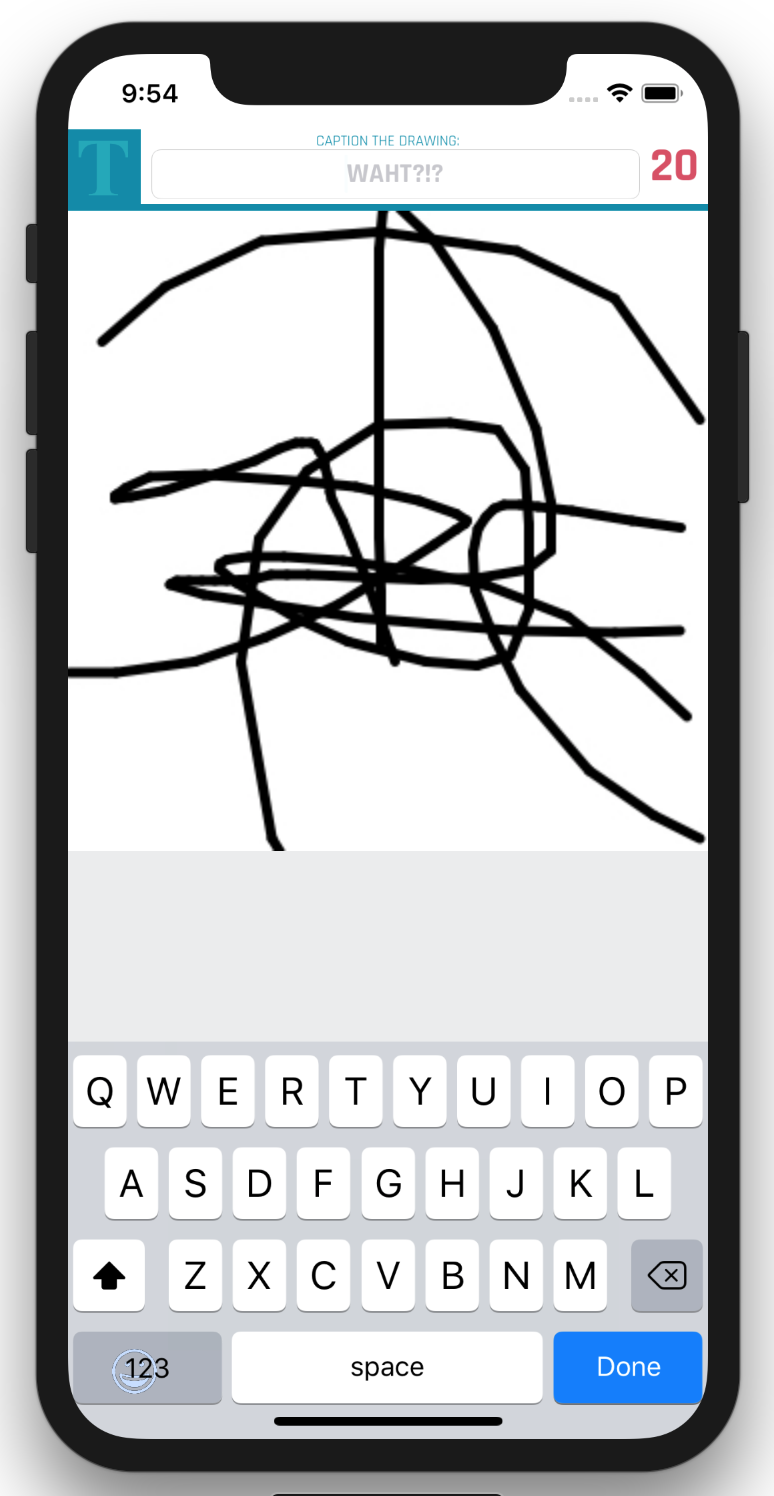 9:54
T
CAPTION THE DRAWING:
WAHT?!?
20
Q W E R T Y U I O P
A S D F G H J K L
Z X C V B N M
123 space Done